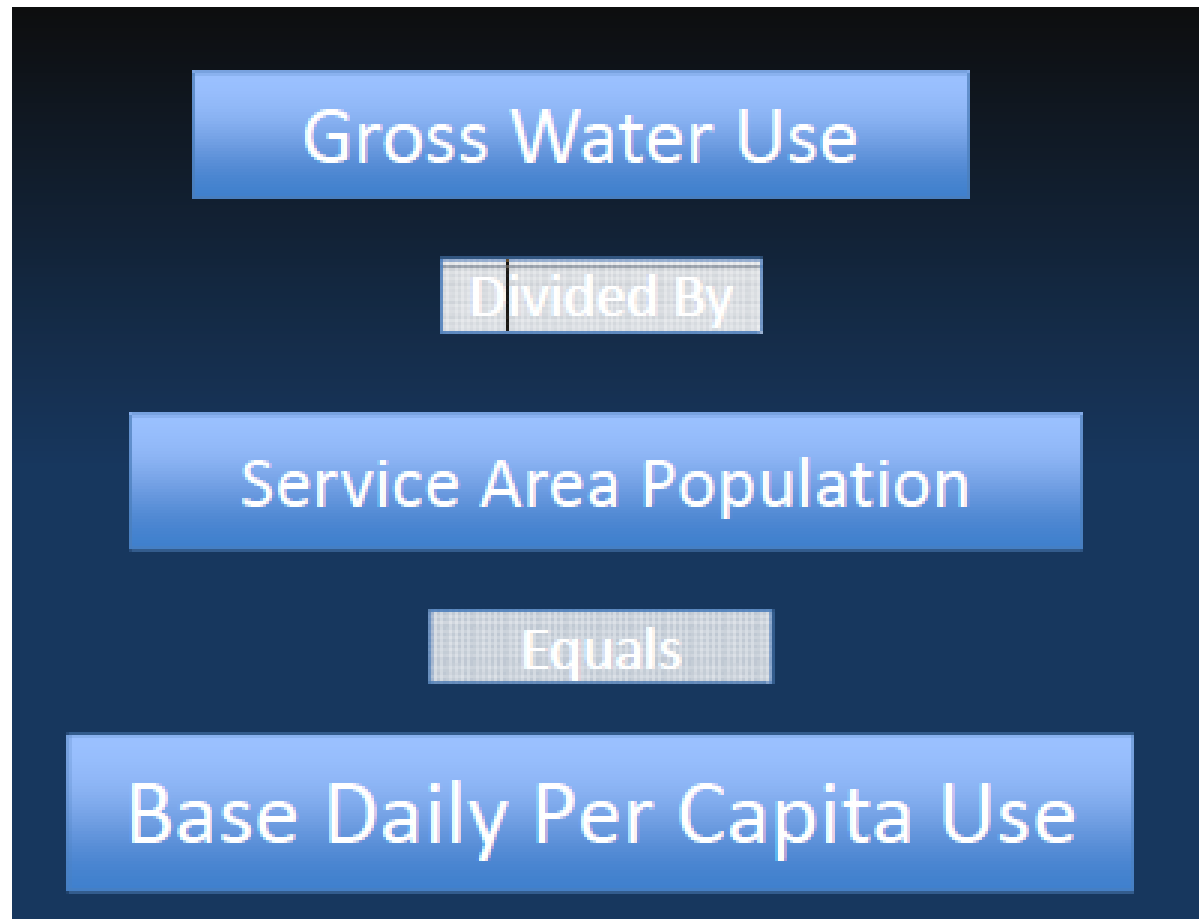 Gross Water Use
Divided By
Service Area Population
Equals
Base Daily Per Capita Use